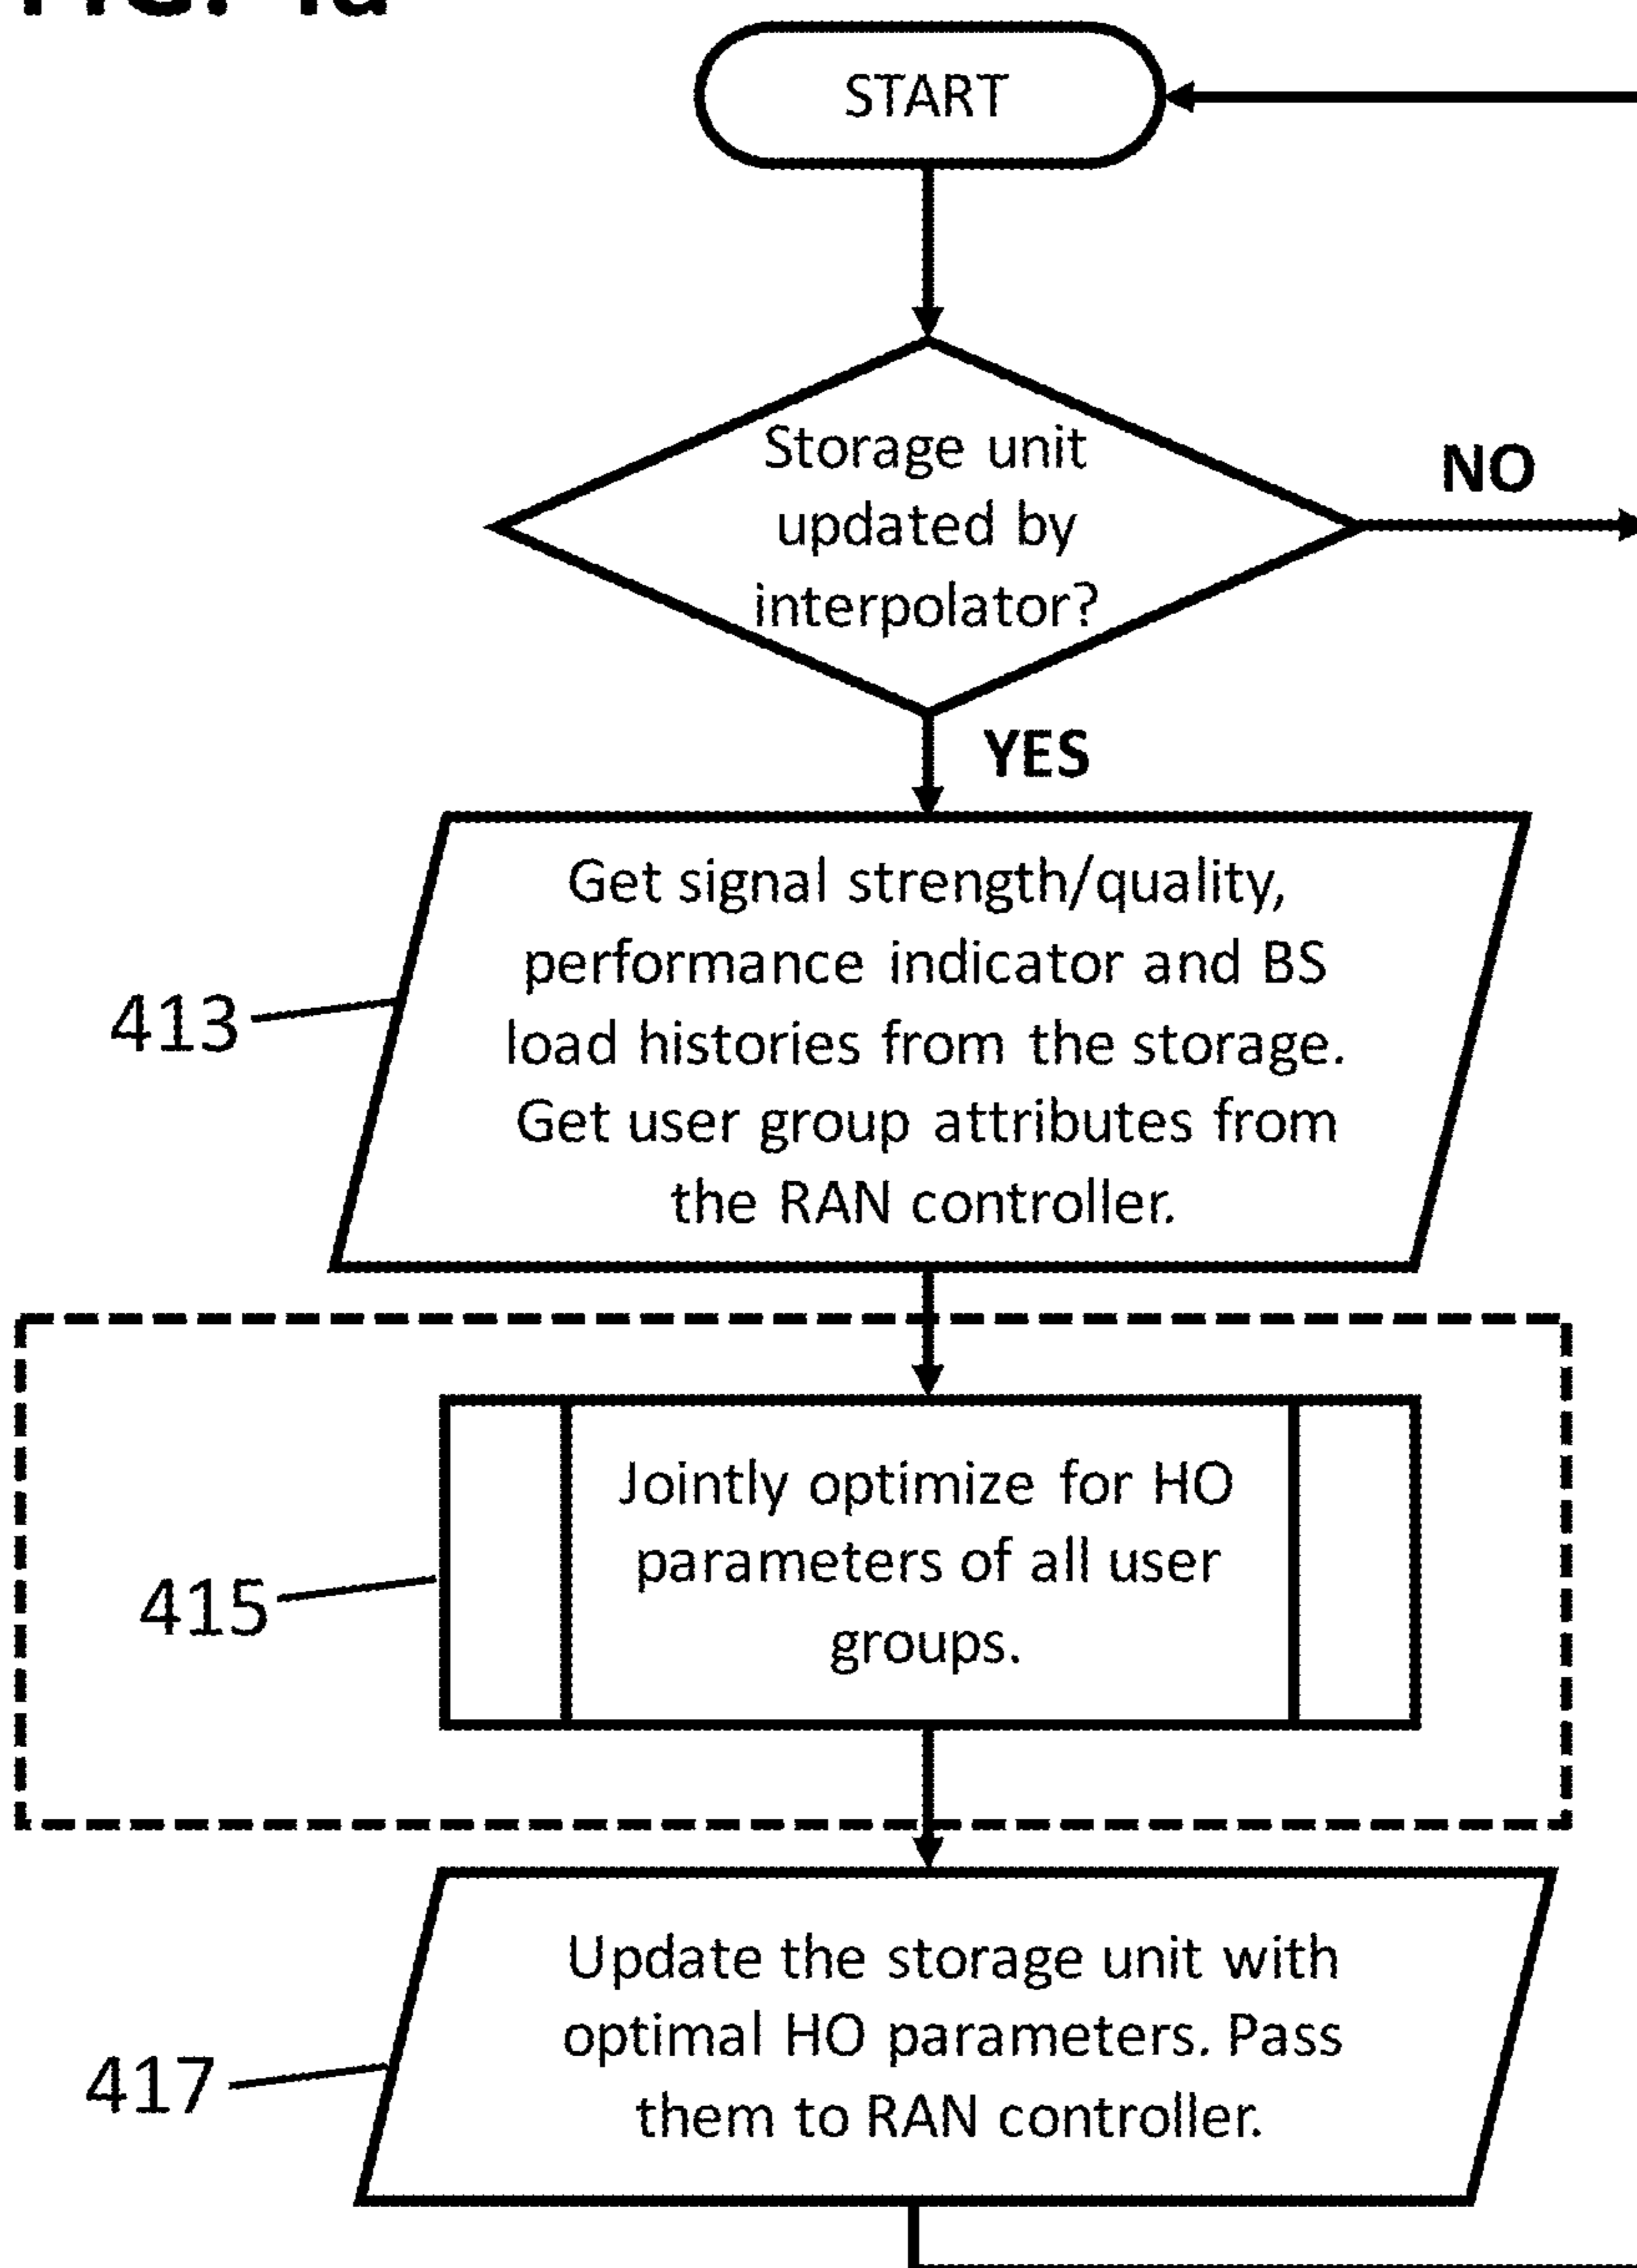 START
Storage unit
updated by
interpolator?
NO
YES
Get signal strength/quality,
performance indicator and BS
load histories from the storage.
Get user group attributes from
the RAN controller.
413
Jointly optimize for HO
parameters of all user
groups.
415
Update the storage unit with
optimal HO parameters. Pass
them to RAN controller.
417